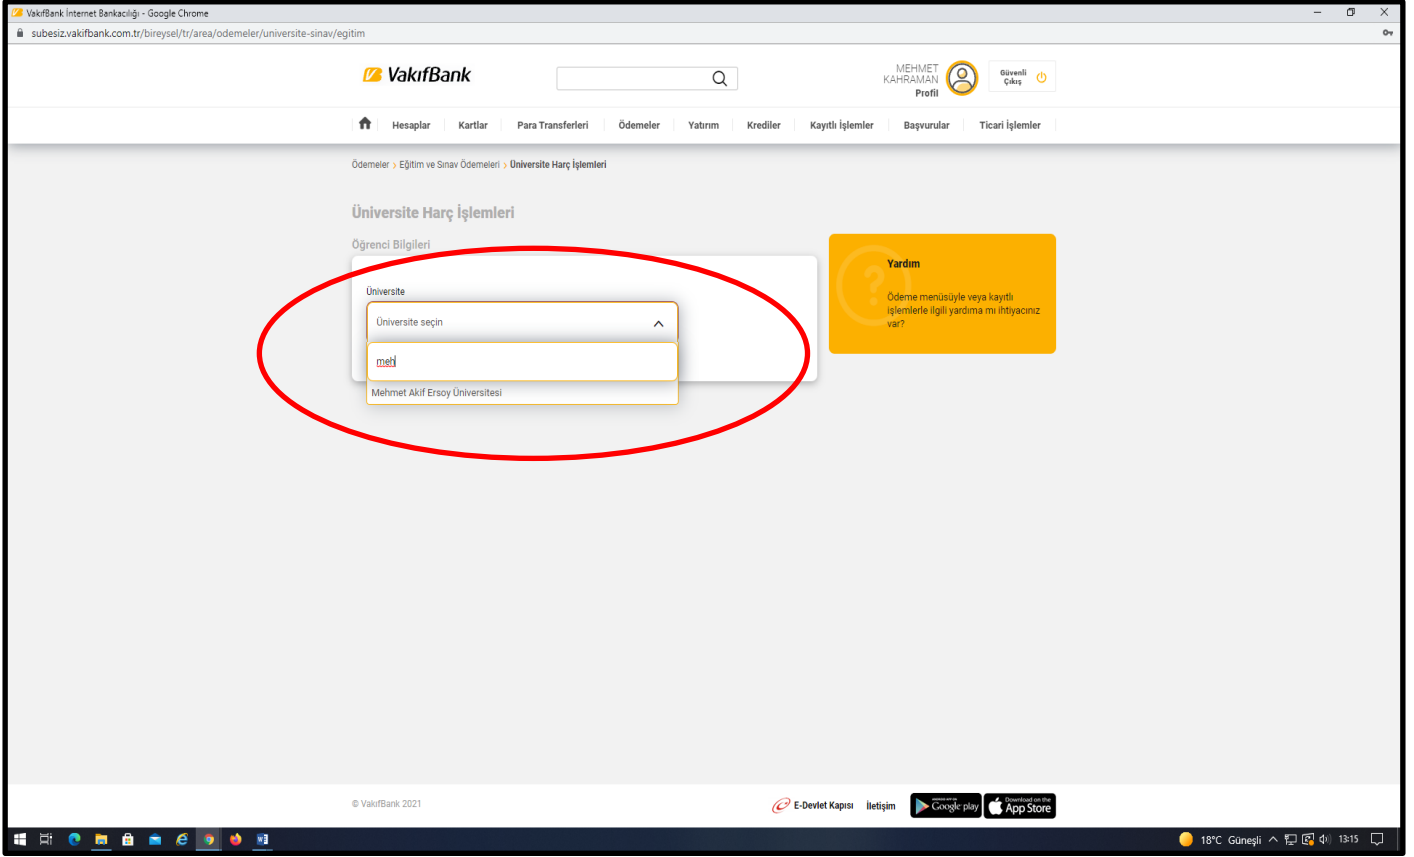 VakıfBank İnternet Bankacılığı - Google Chrome
subesiz.vakifbank.com.tr/bireysel/tr/area/odemeler/universite-sinav/egitim
VakıfBank
MEHMET
KAHRAMAN
Profil
Güvenli
Çıkış
Hesaplar Kartlar Para Transferleri Ödemeler Yatırım Krediler Kayıtlı İşlemler Başvurular Ticari İşlemler
Ödemeler > Eğitim ve Sınav Ödemeleri > Üniversite Harç İşlemleri
Üniversite Harç İşlemleri
Öğrenci Bilgileri
Üniversite
Üniversite seçin
meh
Mehmet Akif Ersoy Üniversitesi
?
Yardım
Ödeme menüsüyle veya kayıtlı
işlemlerle ilgili yardıma mı ihtiyacınız
var?
© VakıfBank 2021
E-Devlet Kapısı İletişim
ANDROID APP ON
Google play
Download on the
App Store
18°C Güneşli 13:15